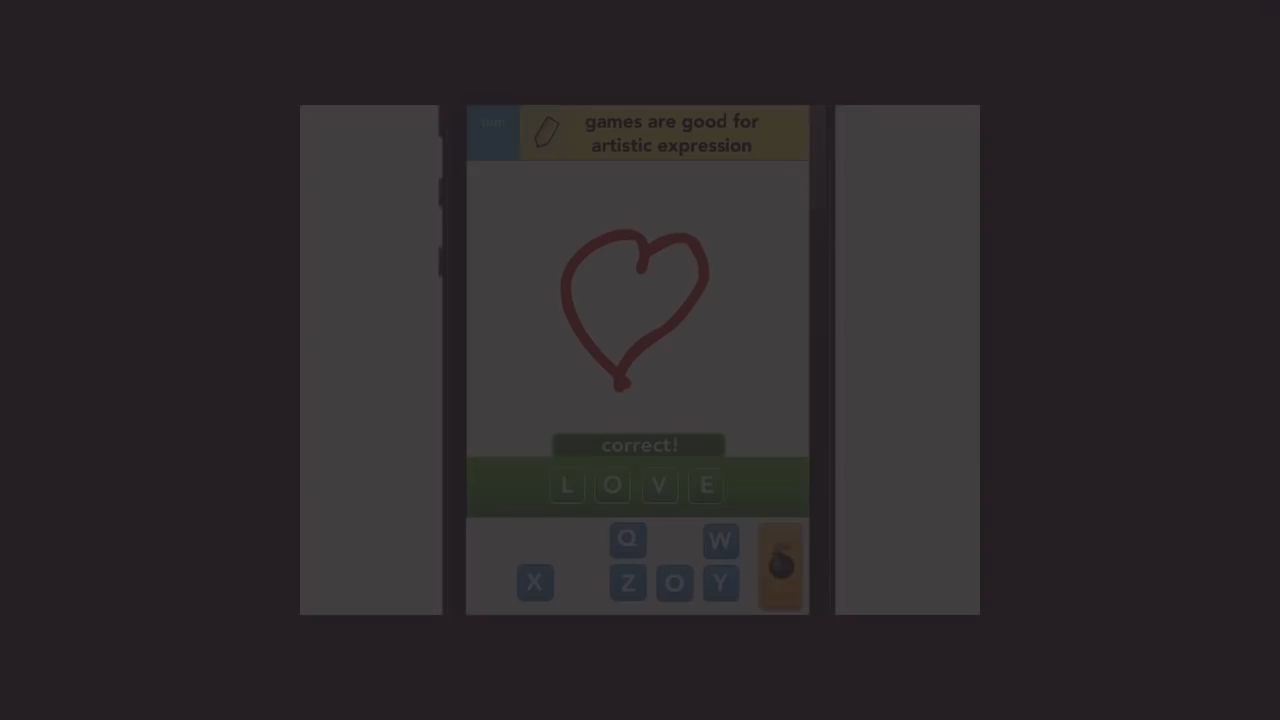 games are good for
artistic expression
correct!
L O V E
Q W
X Z O Y